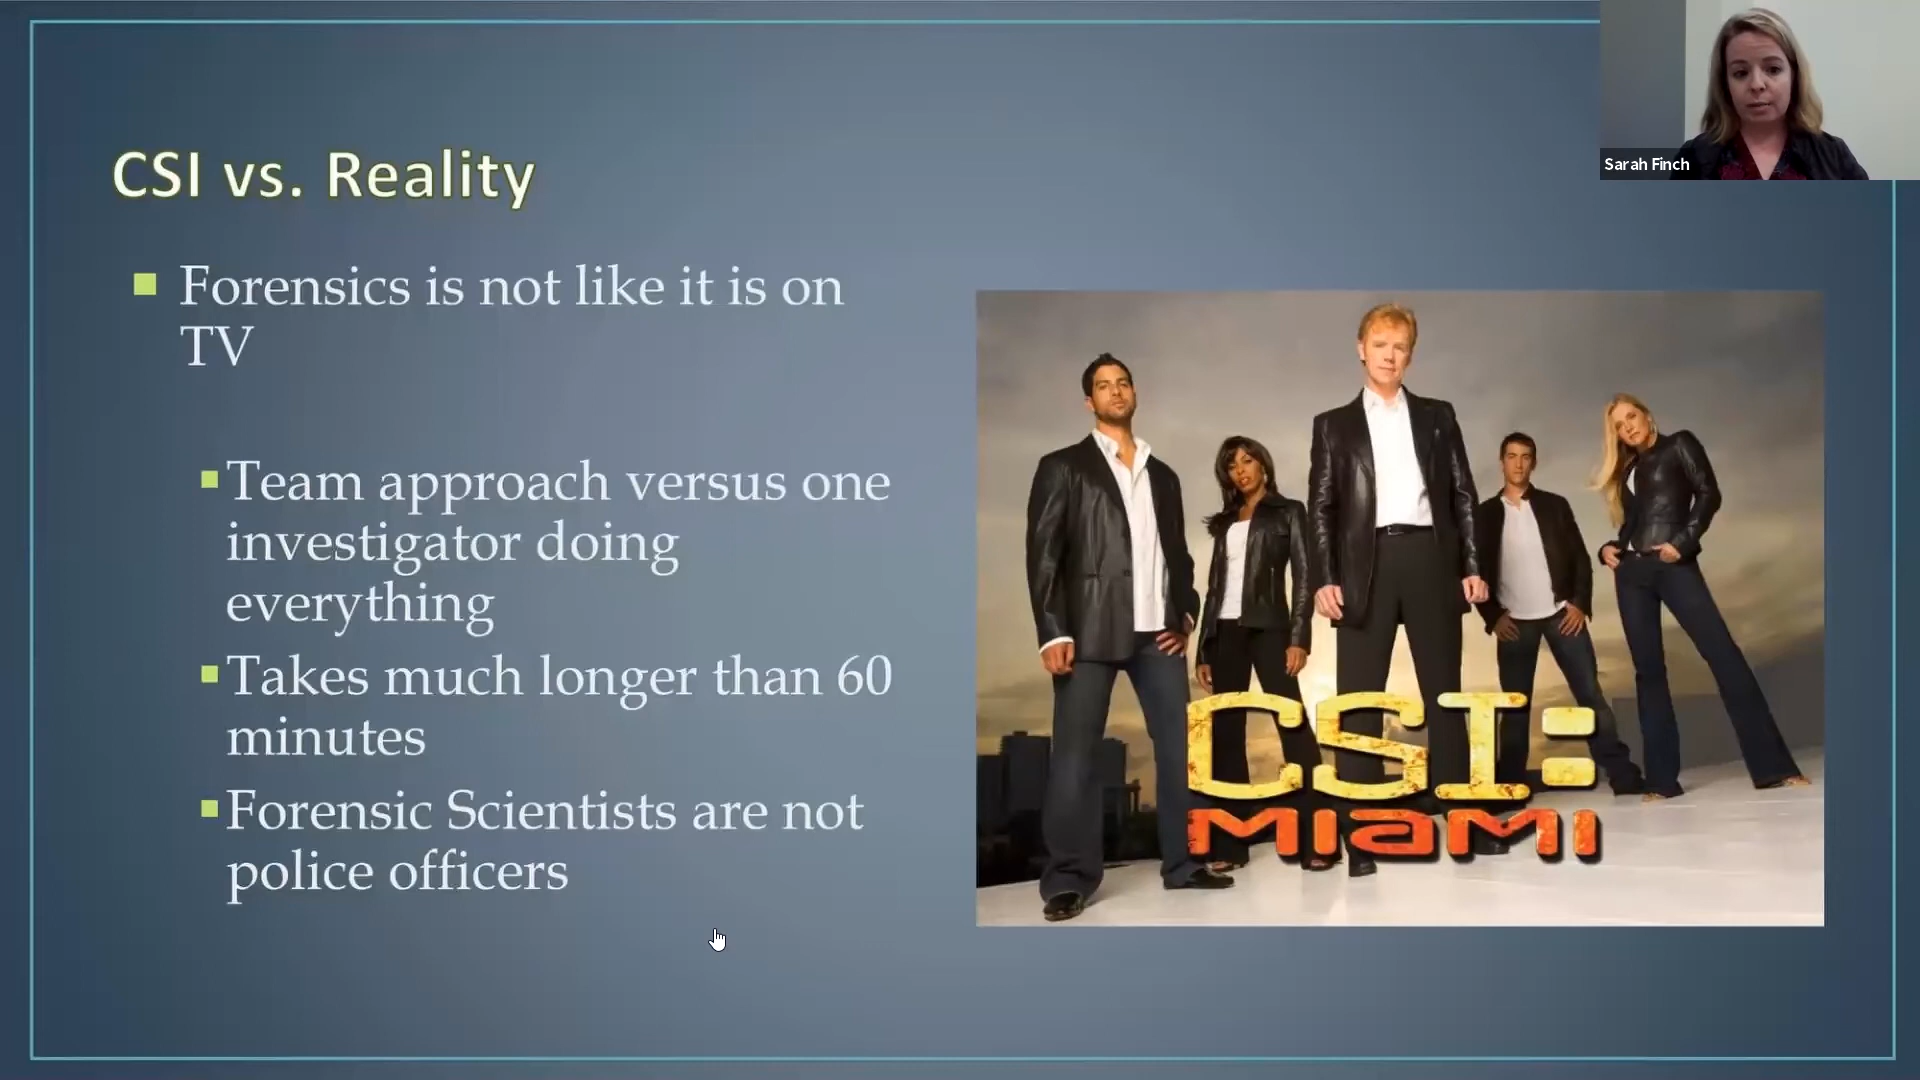 Sarah Finch
CSI vs. Reality
Forensics is not like it is on
TV
Team approach versus one
investigator doing
everything
Takes much longer than 60
minutes
Forensic Scientists are not
police officers
CSI:
MIAMI